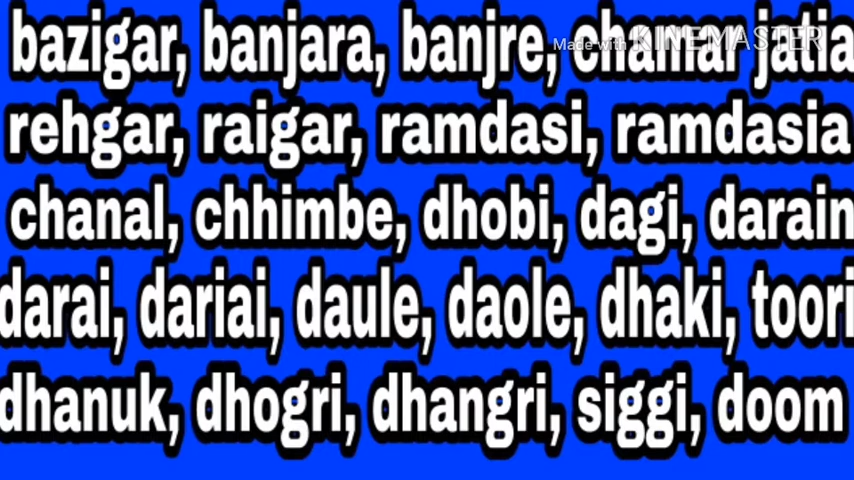 bazigar, banjara, banjre, chamar jatia
Made with KINEMASTER
rehgar, raigar, ramdasi, ramdasia
chanal, chhimbe, dhobi, dagi, darain
darai, dariai, daule, daole, dhaki, toori
dhanuk, dhogri, dhangri, siggi, doom